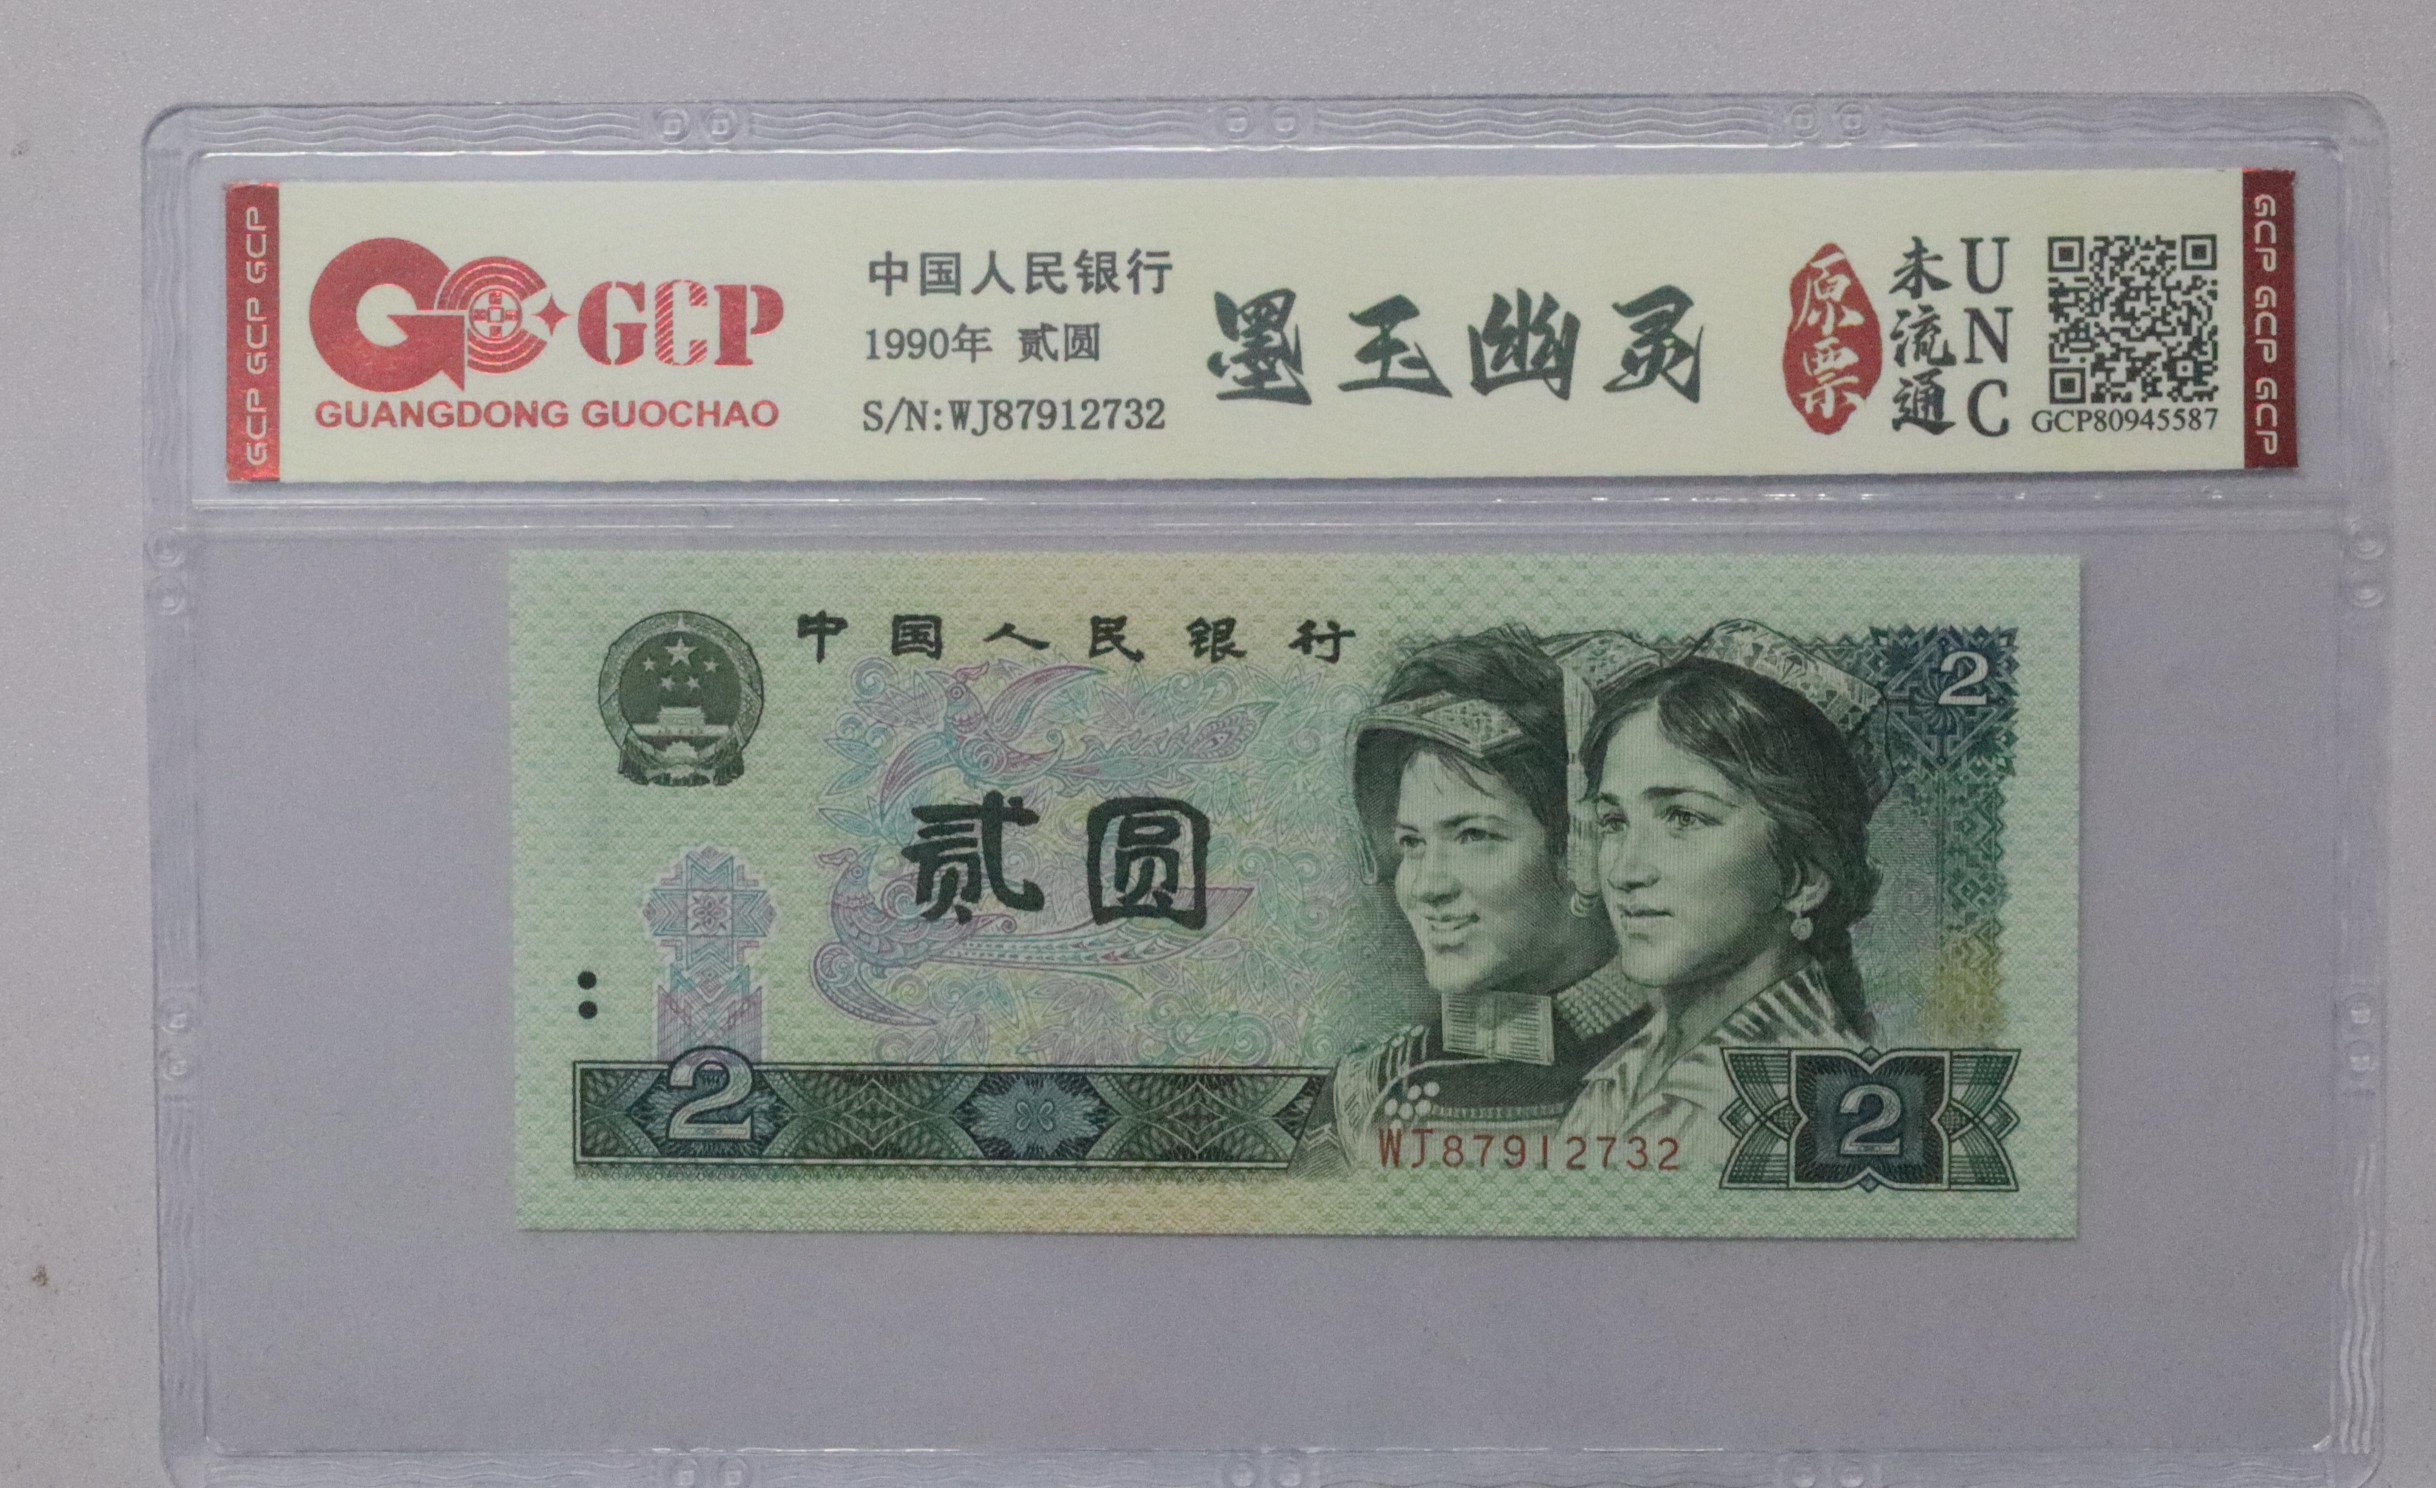 GCP GCP GCP
GCP
GUANGDONG GUOCHAO
中国人民银行
1990年 贰圆
S/N:WJ87912732
墨玉幽灵
原票
未流通
UNC
GCP80945587
GCP GCP GCP
中国人民银行
2
贰圆
2
WJ87912732
2